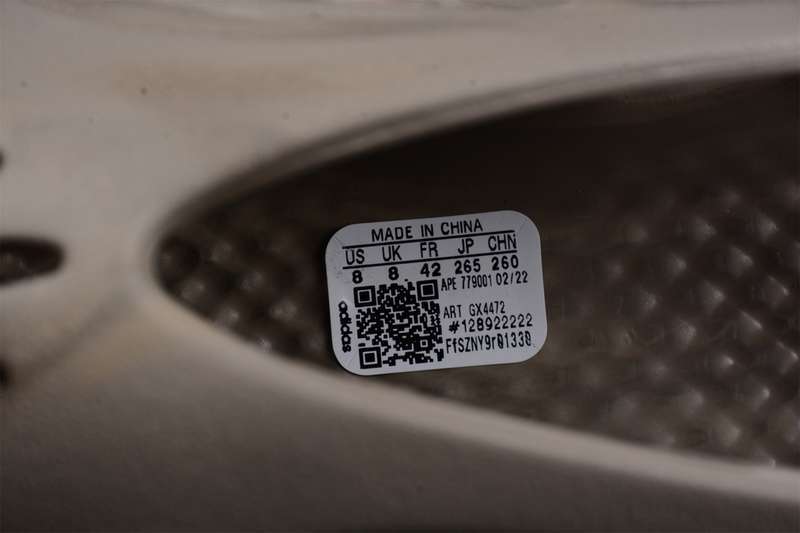 MADE IN CHINA
US UK FR JP CHN
8 8 42 265 260
APE 779001 02/22
ART GX4472
#128922222
FfSZNY9r01338
adidas